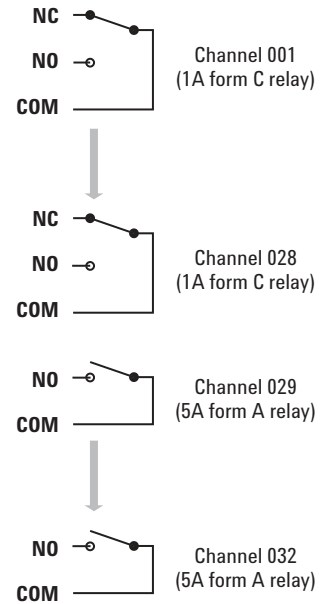 NC
NO
COM
Channel 001
(1A form C relay)
NC
NO
COM
Channel 028
(1A form C relay)
NO
COM
Channel 029
(5A form A relay)
NO
COM
Channel 032
(5A form A relay)